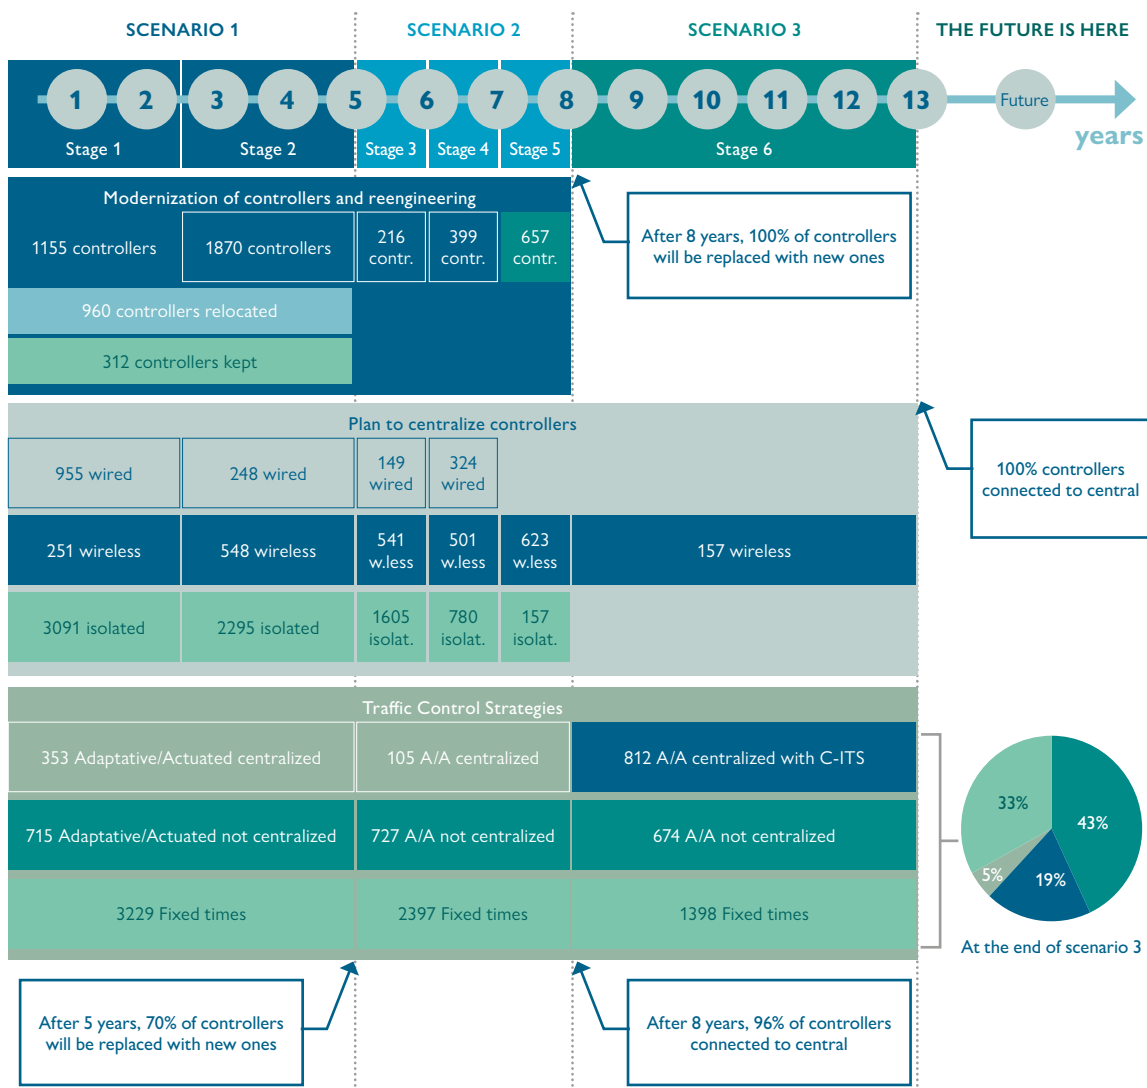 SCENARIO 1
SCENARIO 2
SCENARIO 3
THE FUTURE IS HERE
1 2 3 4 5 6 7 8 9 10 11 12 13 Future
years
Stage 1
Stage 2
Stage 3
Stage 4
Stage 5
Stage 6
Modernization of controllers and reengineering
1155 controllers
1870 controllers
216
contr.
399
contr.
657
contr.
960 controllers relocated
312 controllers kept
After 8 years, 100% of controllers
will be replaced with new ones
Plan to centralize controllers
955 wired
248 wired
149
wired
324
wired
251 wireless
548 wireless
541
w.less
501
w.less
623
w.less
157 wireless
3091 isolated
2295 isolated
1605
isolat.
780
isolat.
157
isolat.
100% controllers
connected to central
Traffic Control Strategies
353 Adaptative/Actuated centralized
105 A/A centralized
812 A/A centralized with C-ITS
715 Adaptative/Actuated not centralized
727 A/A not centralized
674 A/A not centralized
3229 Fixed times
2397 Fixed times
1398 Fixed times
33%
43%
5%
19%
At the end of scenario 3
After 5 years, 70% of controllers
will be replaced with new ones
After 8 years, 96% of controllers
connected to central